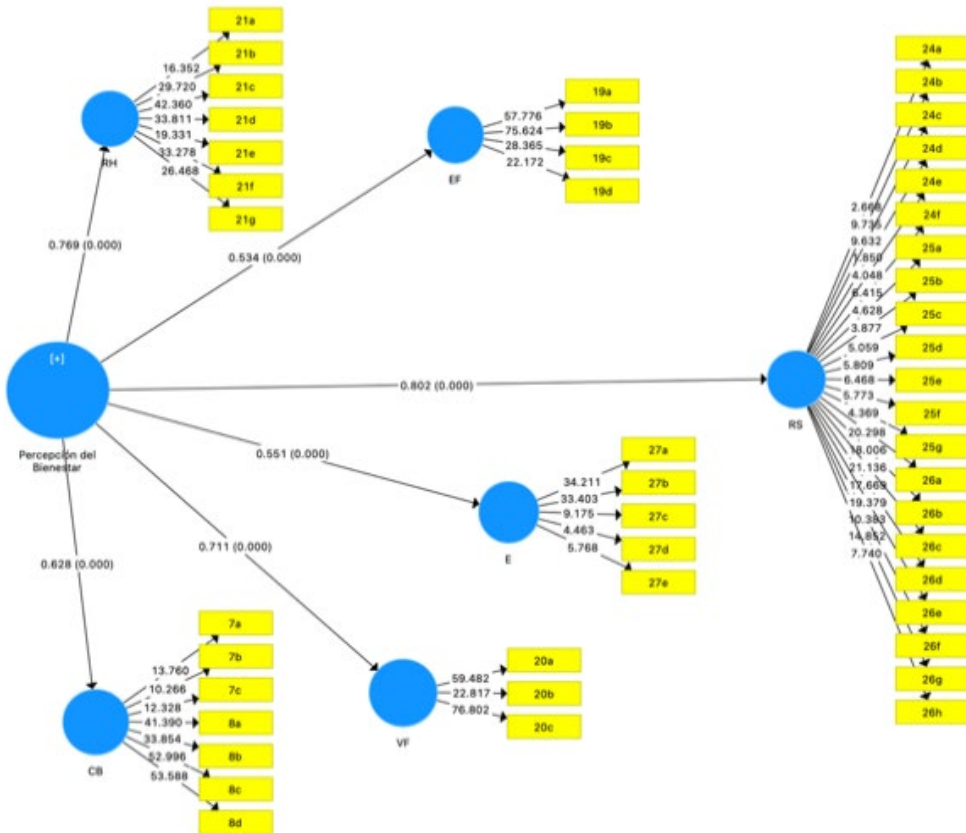 21a
21b
21c
21d
21e
21f
21g
16.352
29.720
42.360
33.811
19.331
33.278
26.468
RH
0.769 (0.000)
19a
19b
19c
19d
57.776
75.624
28.365
22.172
EF
0.534 (0.000)
[+]
Percepción del
Bienestar
0.802 (0.000)
RS
24a
24b
24c
24d
24e
24f
25a
25b
25c
25d
25e
25f
25g
26a
26b
26c
26d
26e
26f
26g
26h
9.632
4.048
6.415
4.628
3.877
5.059
5.809
6.468
5.773
4.369
20.298
18.006
21.136
17.669
19.379
10.393
14.852
7.740
0.551 (0.000)
27a
27b
27c
27d
27e
34.211
33.403
9.175
4.463
5.768
E
0.711 (0.000)
20a
20b
20c
59.482
22.817
76.802
VF
0.628 (0.000)
7a
7b
7c
8a
8b
8c
8d
13.760
10.266
12.328
41.390
33.854
52.996
53.588
CB